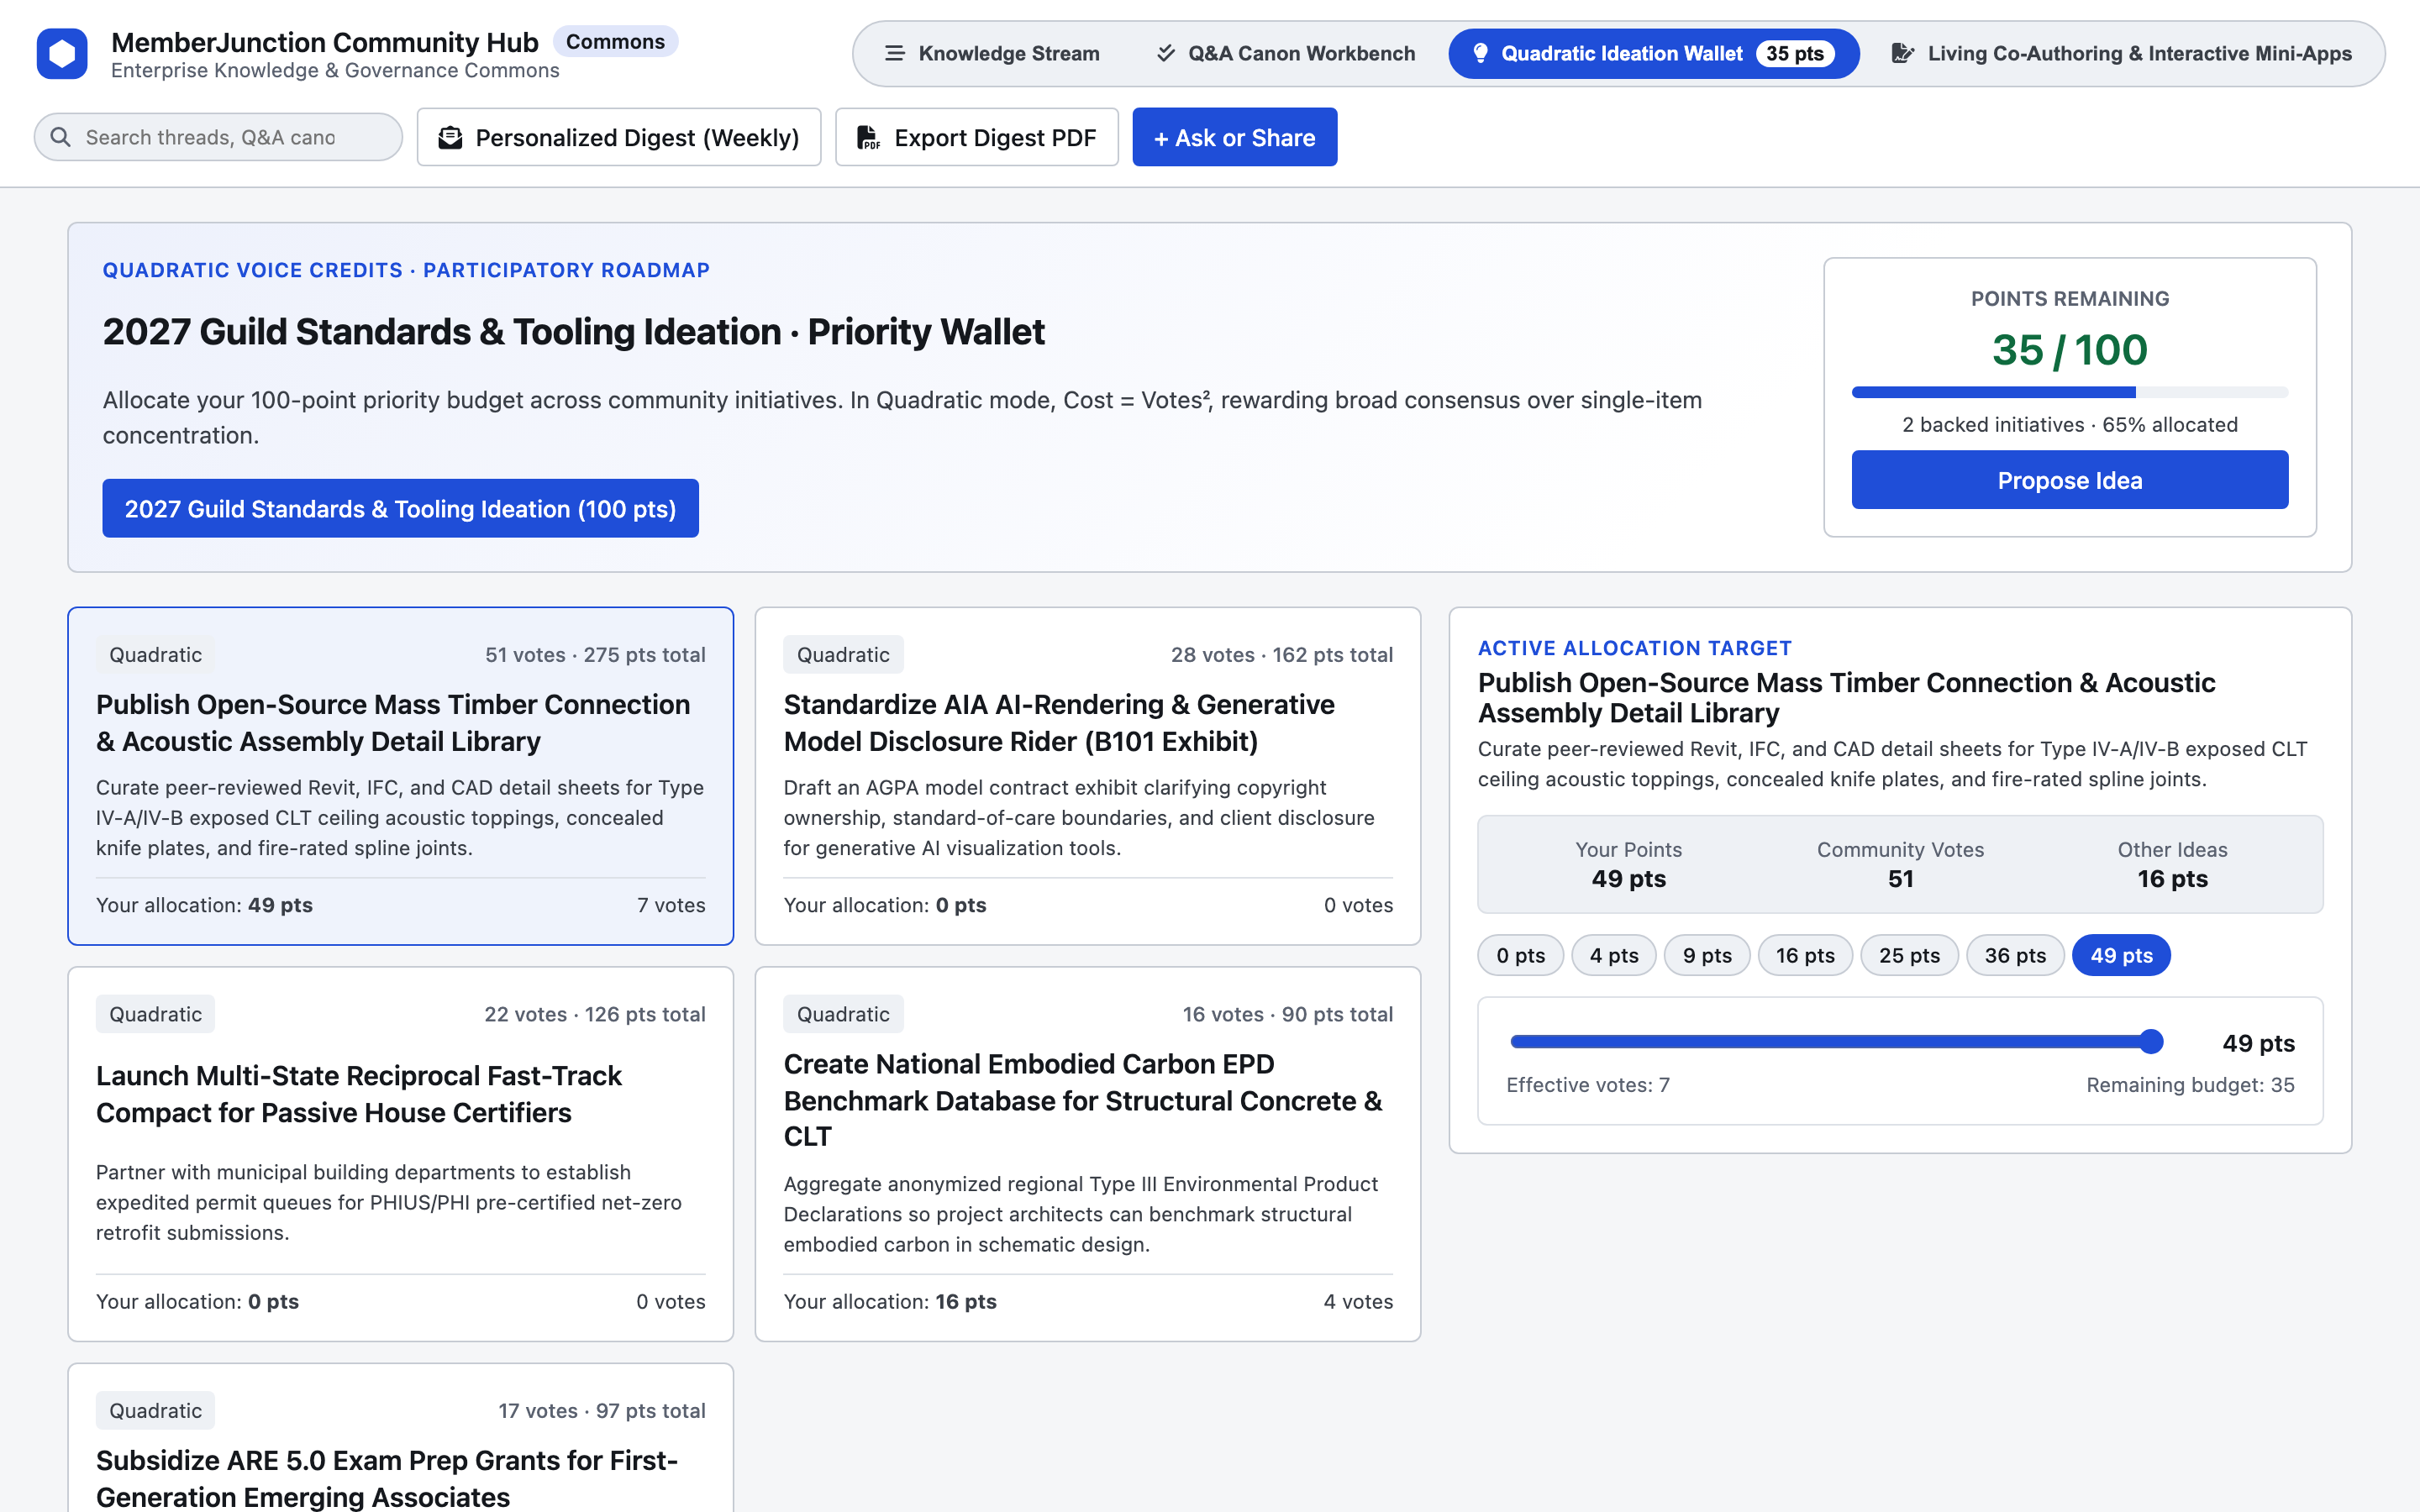 MemberJunction Community Hub
Commons
Enterprise Knowledge & Governance Commons
Knowledge Stream
Q&A Canon Workbench
Quadratic Ideation Wallet 35 pts
Living Co-Authoring & Interactive Mini-Apps
Search threads, Q&A cano
Personalized Digest (Weekly)
Export Digest PDF
+ Ask or Share
QUADRATIC VOICE CREDITS · PARTICIPATORY ROADMAP
2027 Guild Standards & Tooling Ideation · Priority Wallet
Allocate your 100-point priority budget across community initiatives. In Quadratic mode, Cost = Votes², rewarding broad consensus over single-item
concentration.
2027 Guild Standards & Tooling Ideation (100 pts)
POINTS REMAINING
35 / 100
2 backed initiatives · 65% allocated
Propose Idea
Quadratic
51 votes · 275 pts total
Publish Open-Source Mass Timber Connection
& Acoustic Assembly Detail Library
Curate peer-reviewed Revit, IFC, and CAD detail sheets for Type
IV-A/IV-B exposed CLT ceiling acoustic toppings, concealed
knife plates, and fire-rated spline joints.
Your allocation: 49 pts
7 votes
Quadratic
28 votes · 162 pts total
Standardize AIA AI-Rendering & Generative
Model Disclosure Rider (B101 Exhibit)
Draft an AGPA model contract exhibit clarifying copyright
ownership, standard-of-care boundaries, and client disclosure
for generative AI visualization tools.
Your allocation: 0 pts
0 votes
Quadratic
22 votes · 126 pts total
Launch Multi-State Reciprocal Fast-Track
Compact for Passive House Certifiers
Partner with municipal building departments to establish
expedited permit queues for PHIUS/PHI pre-certified net-zero
retrofit submissions.
Your allocation: 0 pts
0 votes
Quadratic
16 votes · 90 pts total
Create National Embodied Carbon EPD
Benchmark Database for Structural Concrete &
CLT
Aggregate anonymized regional Type III Environmental Product
Declarations so project architects can benchmark structural
embodied carbon in schematic design.
Your allocation: 16 pts
4 votes
Quadratic
17 votes · 97 pts total
Subsidize ARE 5.0 Exam Prep Grants for First-
Generation Emerging Associates
ACTIVE ALLOCATION TARGET
Publish Open-Source Mass Timber Connection & Acoustic
Assembly Detail Library
Curate peer-reviewed Revit, IFC, and CAD detail sheets for Type IV-A/IV-B exposed CLT
ceiling acoustic toppings, concealed knife plates, and fire-rated spline joints.
Your Points
49 pts
Community Votes
51
Other Ideas
16 pts
0 pts
4 pts
9 pts
16 pts
25 pts
36 pts
49 pts
49 pts
Effective votes: 7
Remaining budget: 35